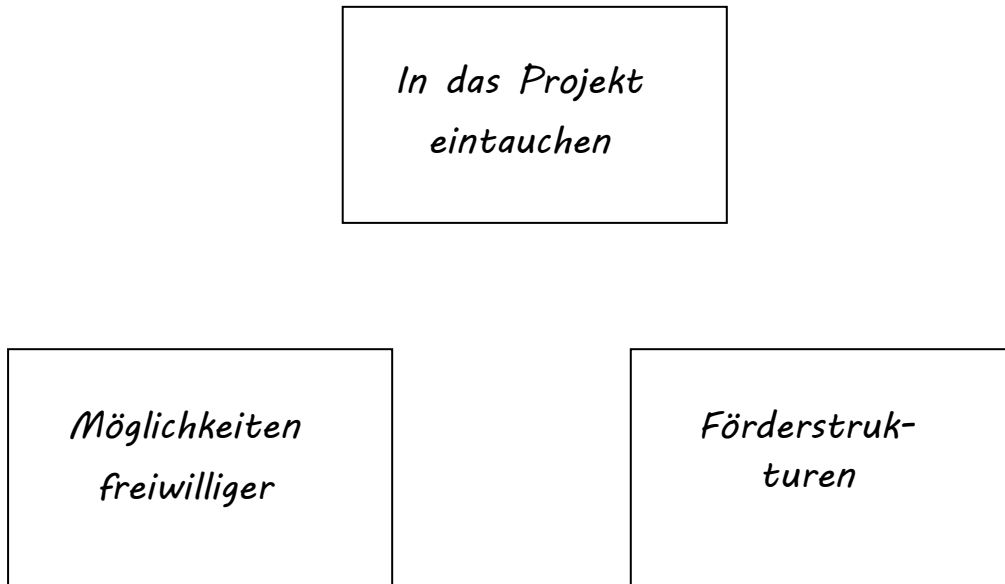 In das Projekt
eintauchen
Möglichkeiten
freiwilliger
Förderstruk-
turen